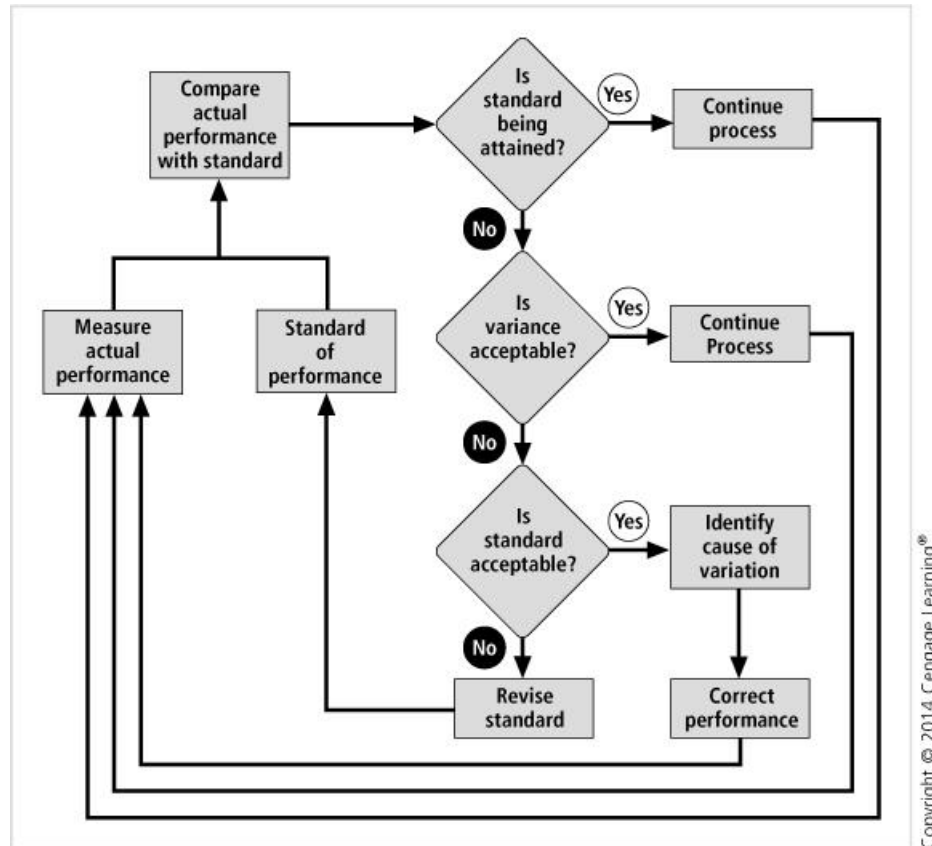 Compare
actual
performance
with standard
Is
standard
being
attained?
Yes
Continue
process
No
Measure
actual
performance
Standard
of
performance
Is
variance
acceptable?
Yes
Continue
Process
No
Is
standard
acceptable?
Yes
Identify
cause of
variation
No
Revise
standard
Correct
performance
Copyright © 2014 Cengage Learning®